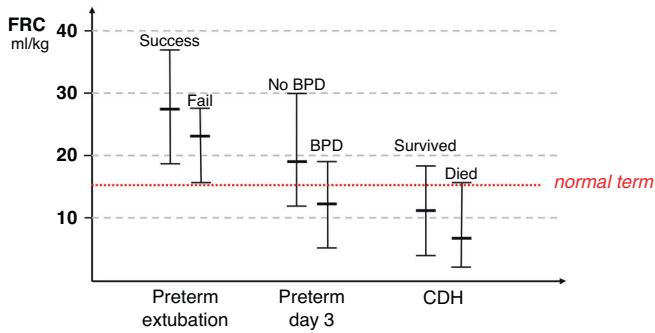 FRC
ml/kg
40
30
20
10
Success
Fail
No BPD
BPD
Survived
Died
normal term
Preterm
extubation
Preterm
day 3
CDH